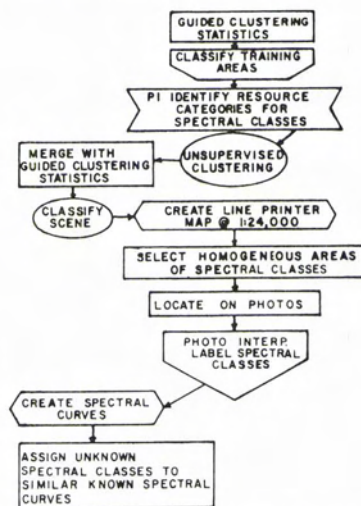 GUIDED CLUSTERING
STATISTICS
CLASSIFY TRAINING
AREAS
PI IDENTIFY RESOURCE
CATEGORIES FOR
SPECTRAL CLASSES
UNSUPERVISED
CLUSTERING
MERGE WITH
GUIDED CLUSTERING
STATISTICS
CLASSIFY
SCENE
CREATE LINE PRINTER
MAP @ 1:24,000
SELECT HOMOGENEOUS AREAS
OF SPECTRAL CLASSES
LOCATE ON PHOTOS
PHOTO INTERP.
LABEL SPECTRAL
CLASSES
CREATE SPECTRAL
CURVES
ASSIGN UNKNOWN
SPECTRAL CLASSES TO
SIMILAR KNOWN SPECTRAL
CURVES